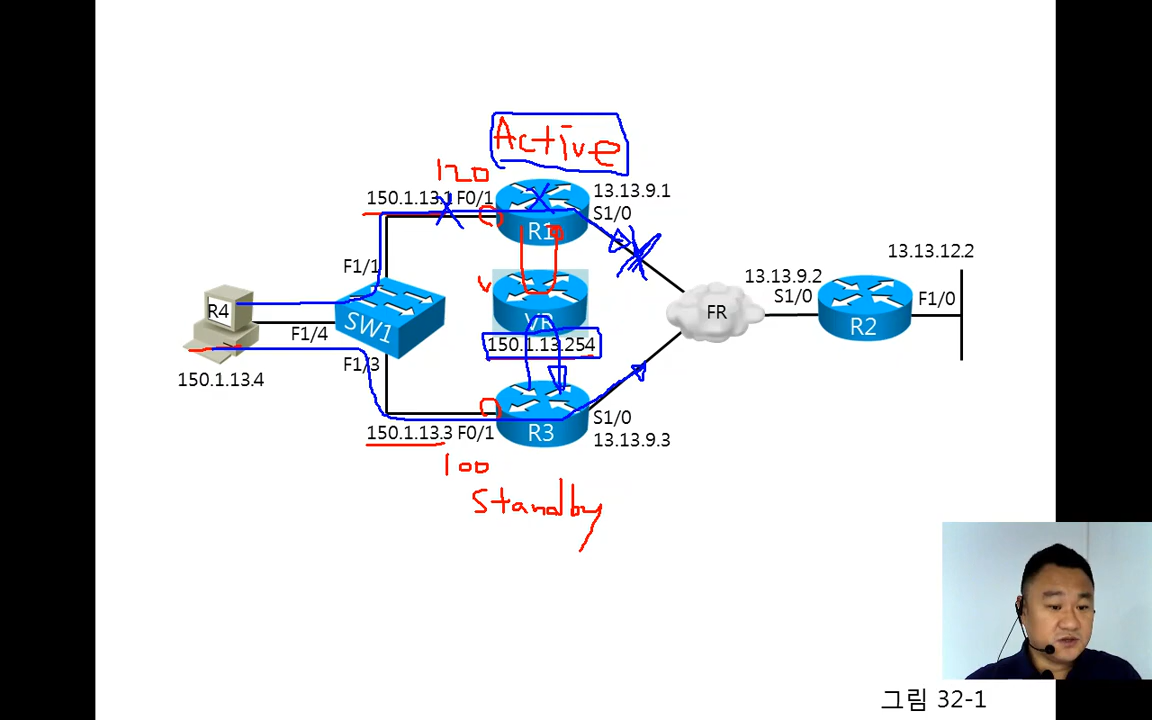 Active
120
150.1.13.1 F0/1
13.13.9.1
S1/0
R1
F1/1
R4
SW1
F1/4
150.1.13.4
F1/3
v
VR
150.1.13.254
FR
13.13.9.2
S1/0
R2
13.13.12.2
F1/0
150.1.13.3 F0/1
R3
S1/0
13.13.9.3
100
Standby
그림 32-1